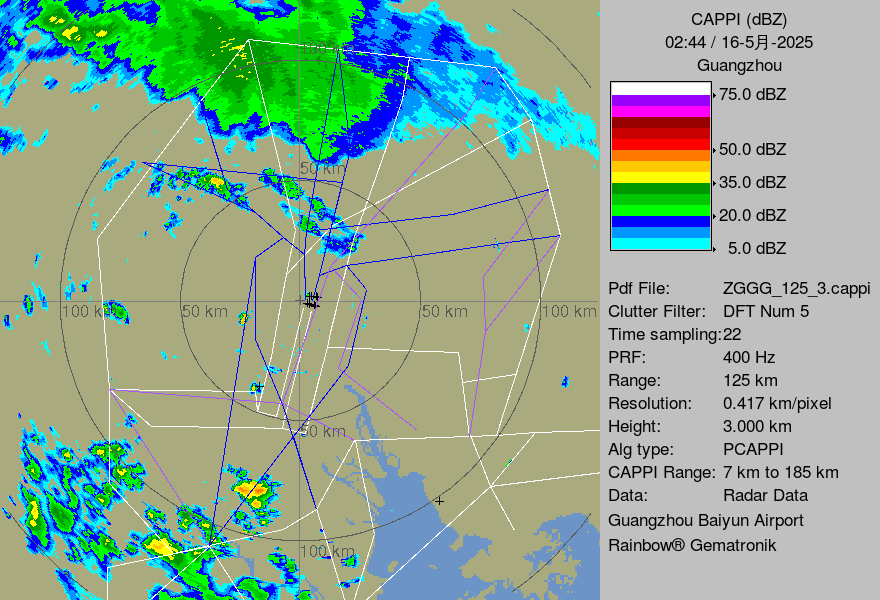 CAPPI (dBZ)
02:44 / 16-5月-2025
Guangzhou
75.0 dBZ
50.0 dBZ
35.0 dBZ
20.0 dBZ
5.0 dBZ
Pdf File: ZGGG_125_3.cappi
Clutter Filter: DFT Num 5
Time sampling:22
PRF: 400 Hz
Range: 125 km
Resolution: 0.417 km/pixel
Height: 3.000 km
Alg type: PCAPPI
CAPPI Range: 7 km to 185 km
Data: Radar Data
Guangzhou Baiyun Airport
Rainbow® Gematronik
100 km
50 km
100 km
50 km
50 km
100 km
50 km
100 km